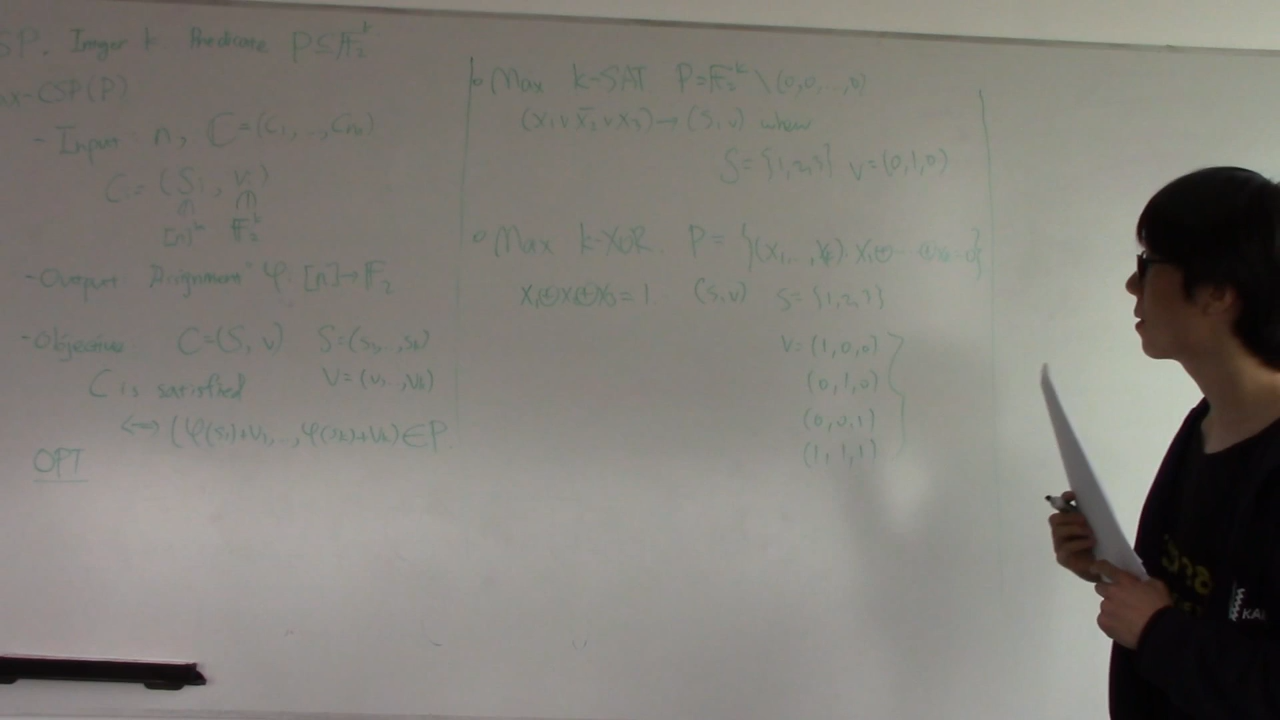 SP. Integer k Predicate P ⊆ F₂ᵏ
ax-CSP(P)
- Input n, C = (C₁, ..., Cₘ)
Cᵢ = (Sᵢ, vᵢ)
[n]ᵏ F₂ᵏ
- Output Assignment φ: [n] → F₂
- Objective C = (S, v) S = (s₁, ..., sₖ)
C is satisfied V = (v₁, ..., vₖ)
⟺ (φ(s₁)+v₁, ..., φ(sₖ)+vₖ) ∈ P.
OPT
• Max k-SAT P = F₂ᵏ \ (0,0,...,0)
(x₁ ∨ x̄₂ ∨ x₃) → (S, v) where
S = {1,2,3} v = (0,1,0)
• Max k-XOR. P = {(x₁, ..., xₖ): x₁⊕ ... ⊕xₖ=0}
x₁⊕x₂⊕x₃ = 1 (S, v) S = {1,2,3}
v = (1,0,0)
(0,1,0)
(0,0,1)
(1,1,1)
KA